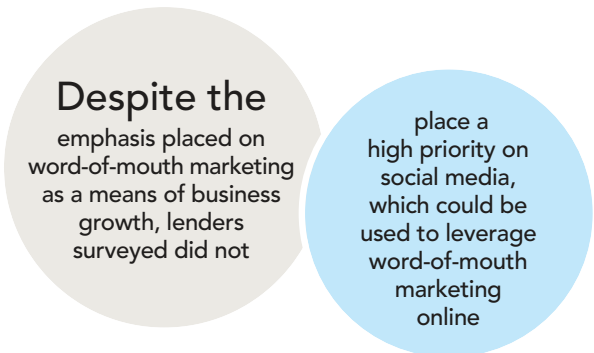 Despite the
emphasis placed on
word-of-mouth marketing
as a means of business
growth, lenders
surveyed did not
place a
high priority on
social media,
which could be
used to leverage
word-of-mouth
marketing
online